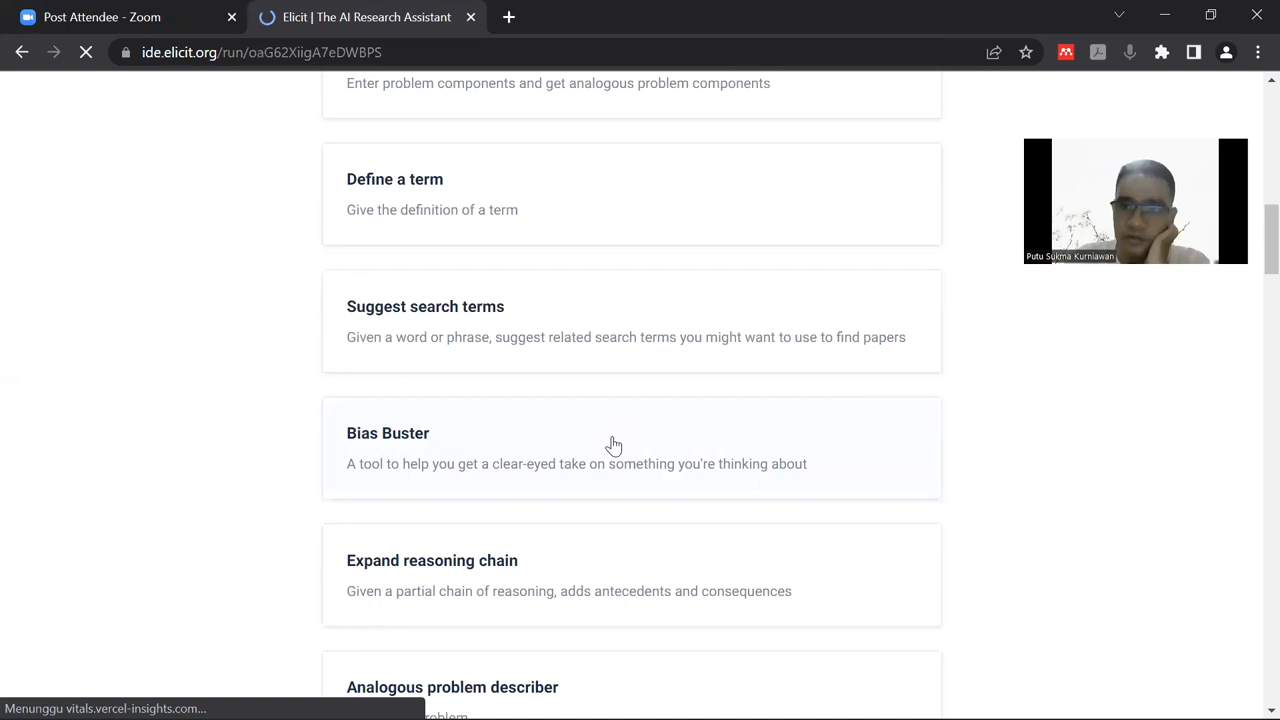 Post Attendee - Zoom
Elicit | The AI Research Assistant
ide.elicit.org/run/oaG62XiigA7eDWBPS
Enter problem components and get analogous problem components
Define a term
Give the definition of a term
Suggest search terms
Given a word or phrase, suggest related search terms you might want to use to find papers
Putu Sukma Kurniawan
Bias Buster
A tool to help you get a clear-eyed take on something you're thinking about
Expand reasoning chain
Given a partial chain of reasoning, adds antecedents and consequences
Analogous problem describer
problem
Menunggu vitals.vercel-insights.com...